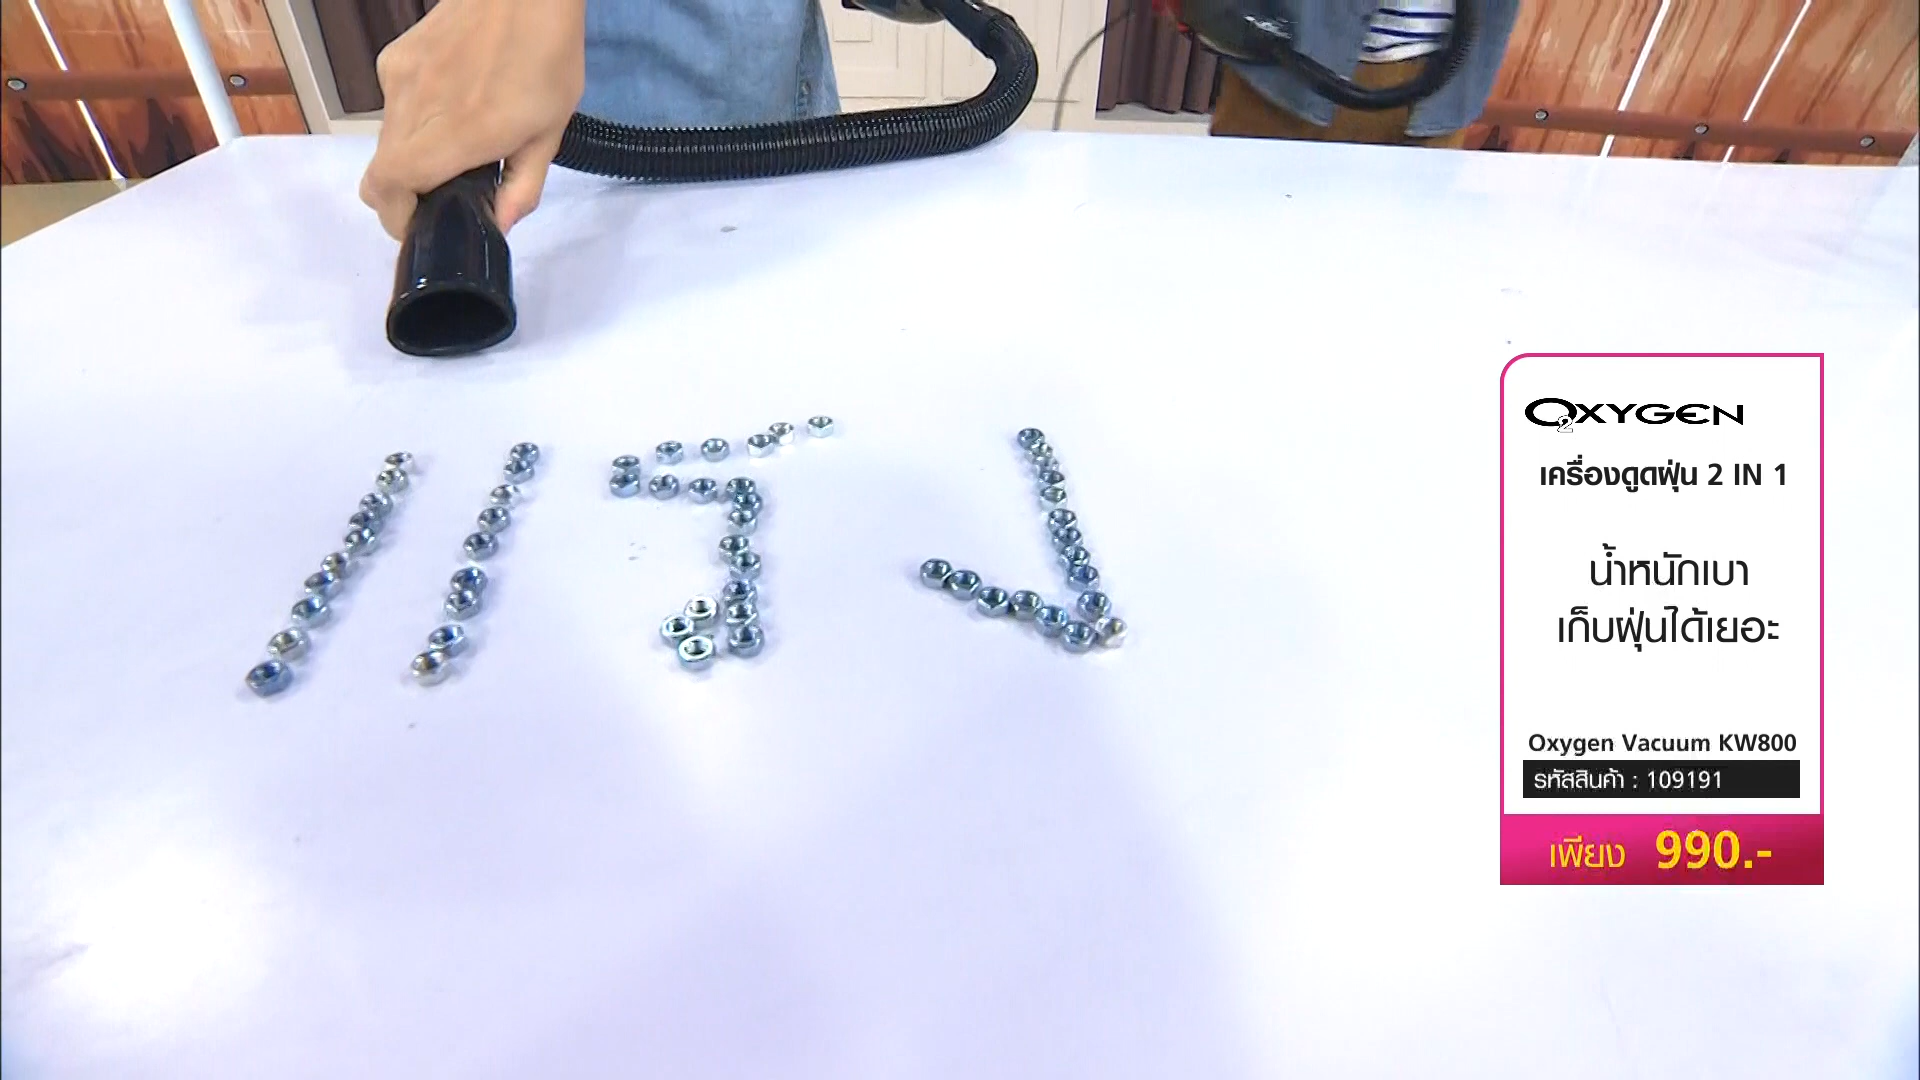 แรง
O2XYGEN
เครื่องดูดฝุ่น 2 IN 1
น้ำหนักเบา
เก็บฝุ่นได้เยอะ
Oxygen Vacuum KW800
รหัสสินค้า : 109191
เพียง 990.-